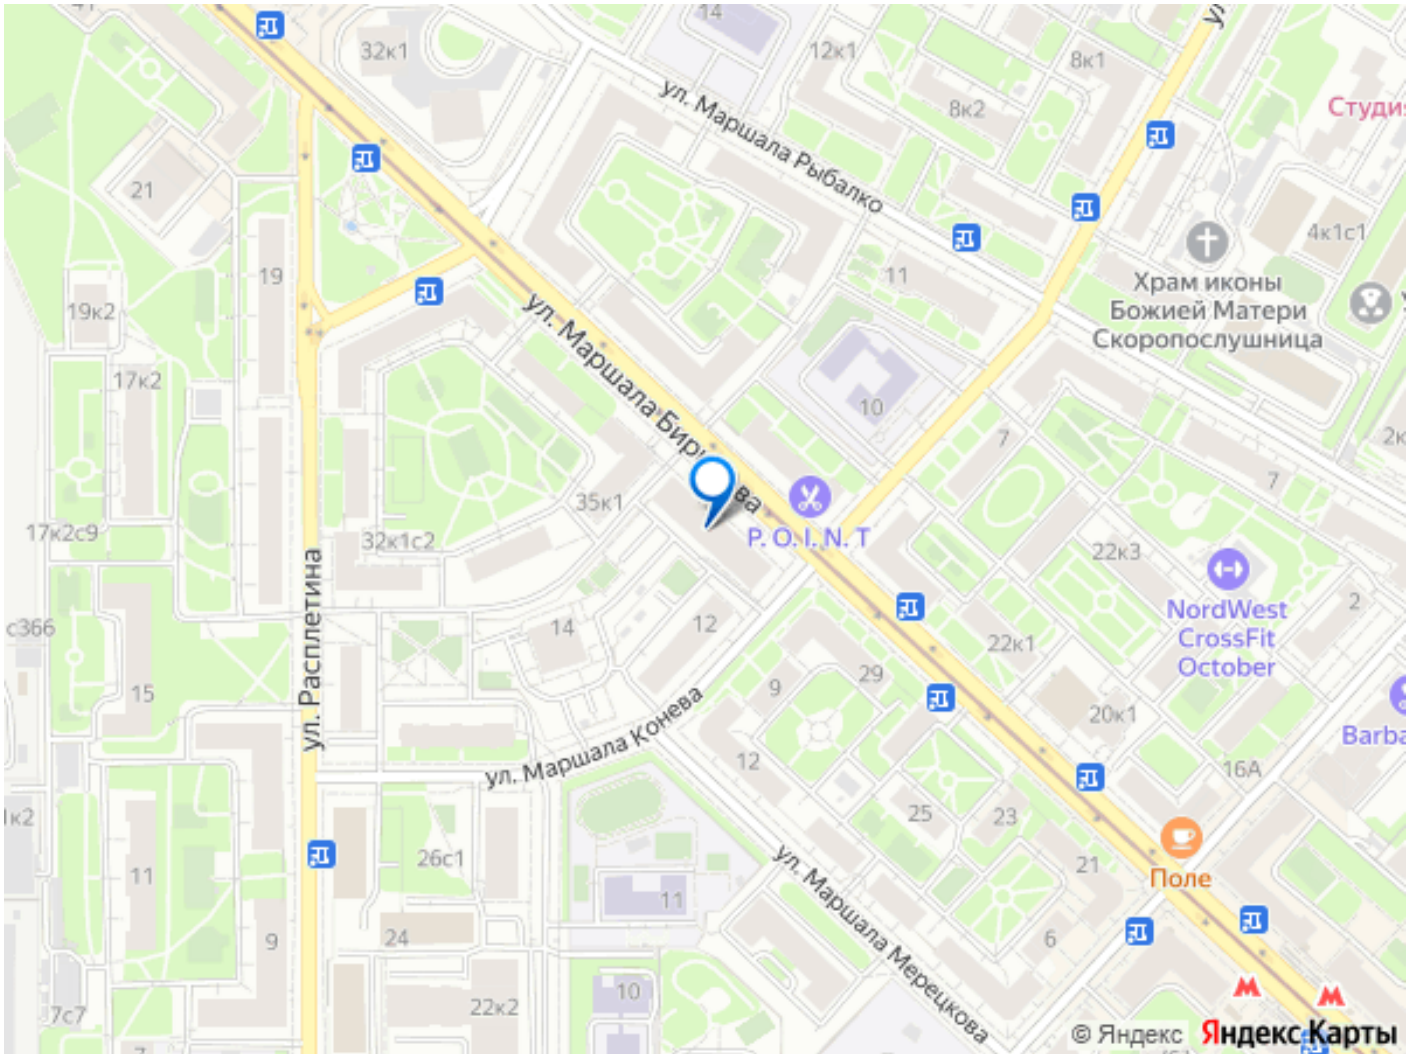 14
32к1
12к1
8к1
8к2
Студия
ул. Маршала Рыбалко
21
4к1с1
19
11
Храм иконы
Божией Матери
Скоропослушница
19к2
ул. Маршала Бирюзова
17к2
10
7
2к
7
35к1
P. O. I. N. T
17к2с9
32к1с2
22к3
NordWest
CrossFit
October
2
с366
14
12
22к1
ул. Расплетина
29
9
15
20к1
ул. Маршала Конева
Barba
12
16А
1к2
25
23
ул. Маршала Мерецкова
26с1
21
Поле
11
11
9
24
6
22к2
10
7с7
© Яндекс Яндекс Карты